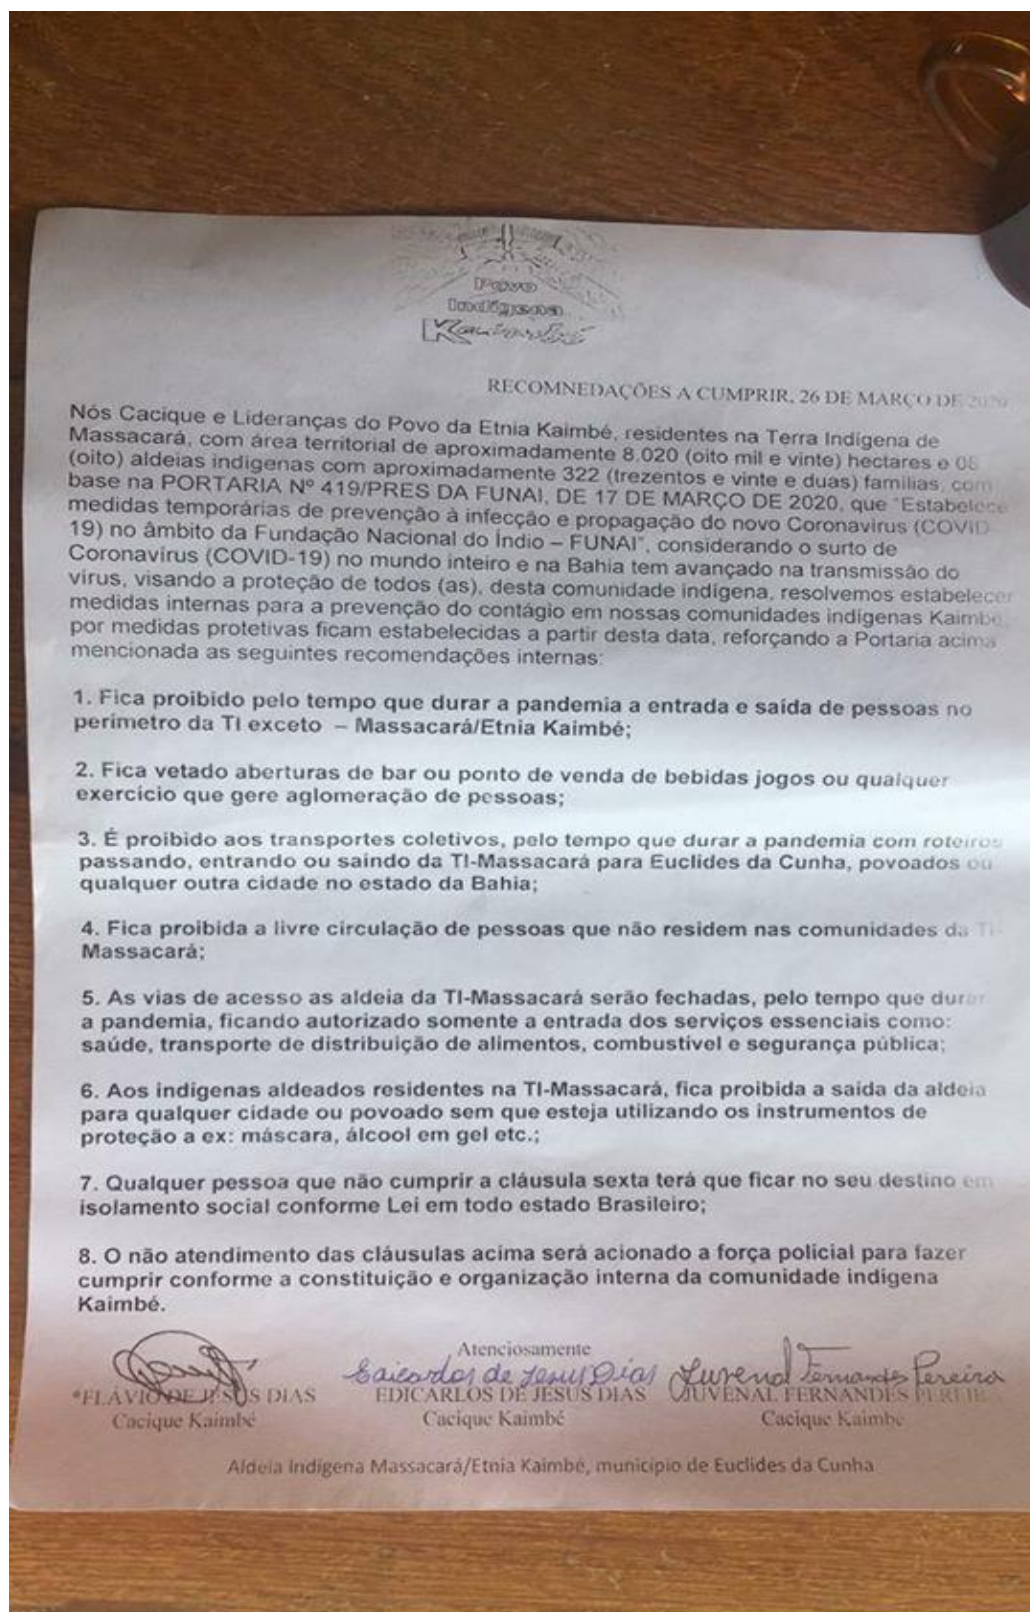 Povo
Indígena
Kaimbé
RECOMNEDAÇÕES A CUMPRIR, 26 DE MARÇO DE 2020
Nós Cacique e Lideranças do Povo da Etnia Kaimbé, residentes na Terra Indígena de
Massacará, com área territorial de aproximadamente 8.020 (oito mil e vinte) hectares e 08
(oito) aldeias indígenas com aproximadamente 322 (trezentos e vinte e duas) famílias, com
base na PORTARIA Nº 419/PRES DA FUNAI, DE 17 DE MARÇO DE 2020, que "Estabelece
medidas temporárias de prevenção à infecção e propagação do novo Coronavírus (COVID-
19) no âmbito da Fundação Nacional do Índio – FUNAI", considerando o surto de
Coronavírus (COVID-19) no mundo inteiro e na Bahia tem avançado na transmissão do
vírus, visando a proteção de todos (as), desta comunidade indígena, resolvemos estabelecer
medidas internas para a prevenção do contágio em nossas comunidades indígenas Kaimbé,
por medidas protetivas ficam estabelecidas a partir desta data, reforçando a Portaria acima
mencionada as seguintes recomendações internas:
1. Fica proibido pelo tempo que durar a pandemia a entrada e saída de pessoas no
perímetro da TI exceto – Massacará/Etnia Kaimbé;
2. Fica vetado aberturas de bar ou ponto de venda de bebidas jogos ou qualquer
exercício que gere aglomeração de pessoas;
3. É proibido aos transportes coletivos, pelo tempo que durar a pandemia com roteiros
passando, entrando ou saindo da TI-Massacará para Euclides da Cunha, povoados ou
qualquer outra cidade no estado da Bahia;
4. Fica proibida a livre circulação de pessoas que não residem nas comunidades da TI-
Massacará;
5. As vias de acesso as aldeia da TI-Massacará serão fechadas, pelo tempo que durar
a pandemia, ficando autorizado somente a entrada dos serviços essenciais como:
saúde, transporte de distribuição de alimentos, combustível e segurança pública;
6. Aos indígenas aldeados residentes na TI-Massacará, fica proibida a saída da aldeia
para qualquer cidade ou povoado sem que esteja utilizando os instrumentos de
proteção a ex: máscara, álcool em gel etc.;
7. Qualquer pessoa que não cumprir a cláusula sexta terá que ficar no seu destino em
isolamento social conforme Lei em todo estado Brasileiro;
8. O não atendimento das cláusulas acima será acionado a força policial para fazer
cumprir conforme a constituição e organização interna da comunidade indígena
Kaimbé.
Atenciosamente
Edicarlos de Jesus Dias Juvenal Fernandes Pereira
*FLÁVIO DE JESUS DIAS EDICARLOS DE JESUS DIAS JUVENAL FERNANDES PEREIRA
Cacique Kaimbé Cacique Kaimbé Cacique Kaimbé
Aldeia Indígena Massacará/Etnia Kaimbé, município de Euclides da Cunha